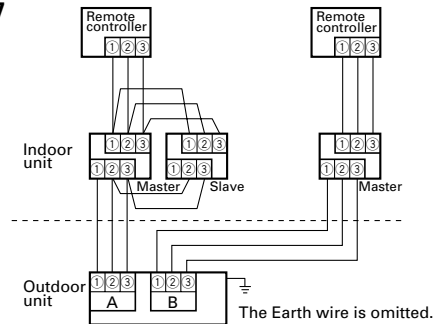 7
Remote
controller
①②③
Remote
controller
①②③
①②③
①②③
①②③
Indoor
unit
①②③
Master
①②③
Slave
①②③
Master
Outdoor
unit
①②③
A
①②③
B
The Earth wire is omitted.